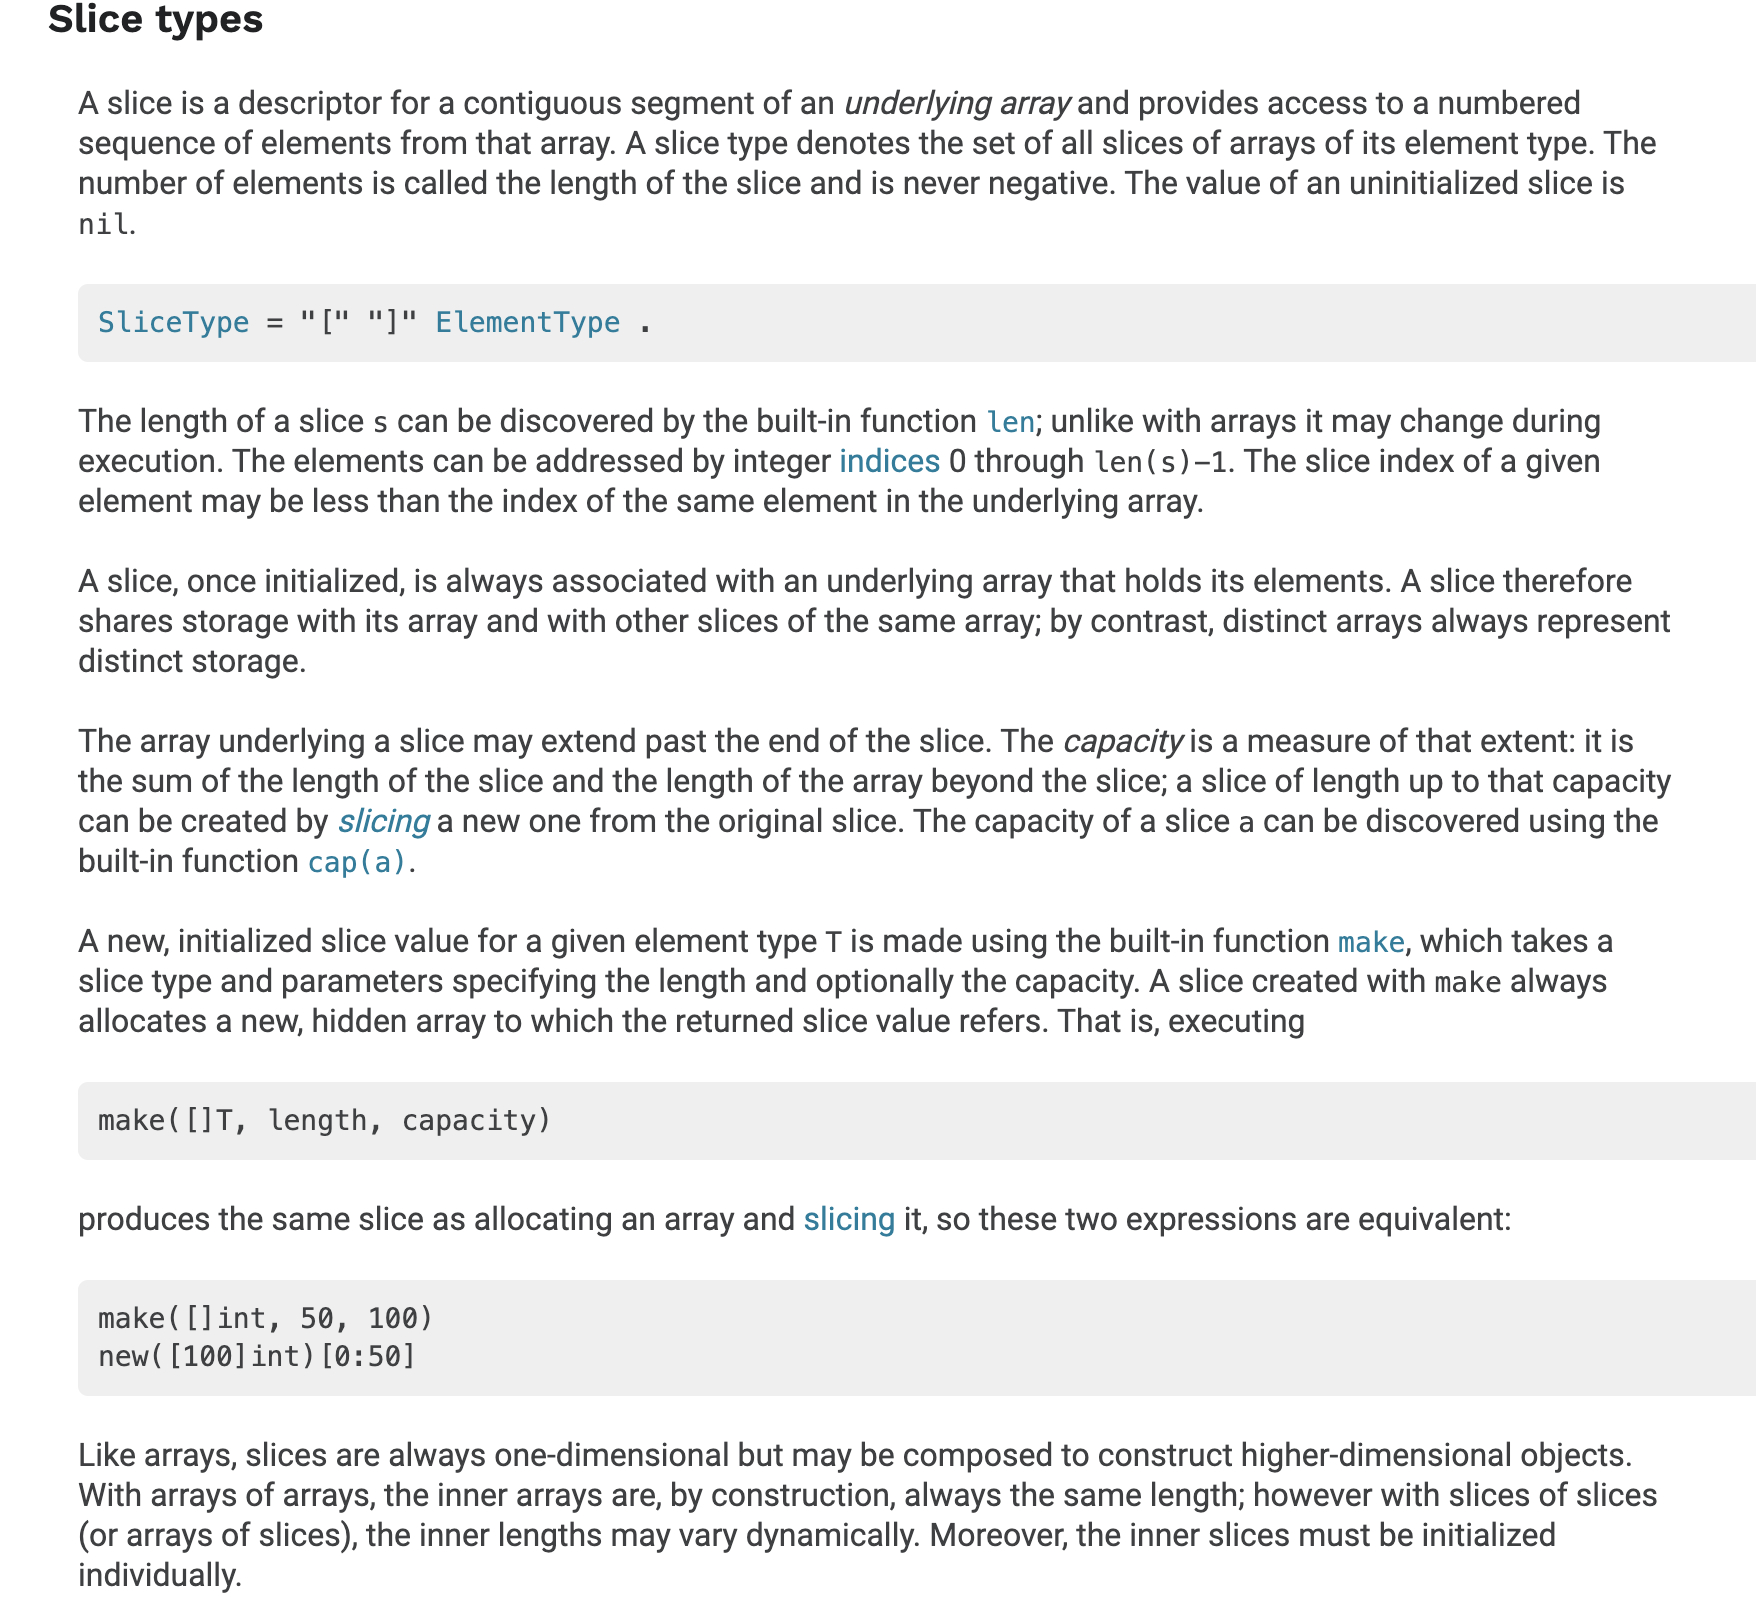 Slice types
A slice is a descriptor for a contiguous segment of an underlying array and provides access to a numbered
sequence of elements from that array. A slice type denotes the set of all slices of arrays of its element type. The
number of elements is called the length of the slice and is never negative. The value of an uninitialized slice is
nil.
SliceType = "[" "]" ElementType .
The length of a slice s can be discovered by the built-in function len; unlike with arrays it may change during
execution. The elements can be addressed by integer indices 0 through len(s)-1. The slice index of a given
element may be less than the index of the same element in the underlying array.
A slice, once initialized, is always associated with an underlying array that holds its elements. A slice therefore
shares storage with its array and with other slices of the same array; by contrast, distinct arrays always represent
distinct storage.
The array underlying a slice may extend past the end of the slice. The capacity is a measure of that extent: it is
the sum of the length of the slice and the length of the array beyond the slice; a slice of length up to that capacity
can be created by slicing a new one from the original slice. The capacity of a slice a can be discovered using the
built-in function cap(a).
A new, initialized slice value for a given element type T is made using the built-in function make, which takes a
slice type and parameters specifying the length and optionally the capacity. A slice created with make always
allocates a new, hidden array to which the returned slice value refers. That is, executing
make([]T, length, capacity)
produces the same slice as allocating an array and slicing it, so these two expressions are equivalent:
make([]int, 50, 100)
new([100]int)[0:50]
Like arrays, slices are always one-dimensional but may be composed to construct higher-dimensional objects.
With arrays of arrays, the inner arrays are, by construction, always the same length; however with slices of slices
(or arrays of slices), the inner lengths may vary dynamically. Moreover, the inner slices must be initialized
individually.